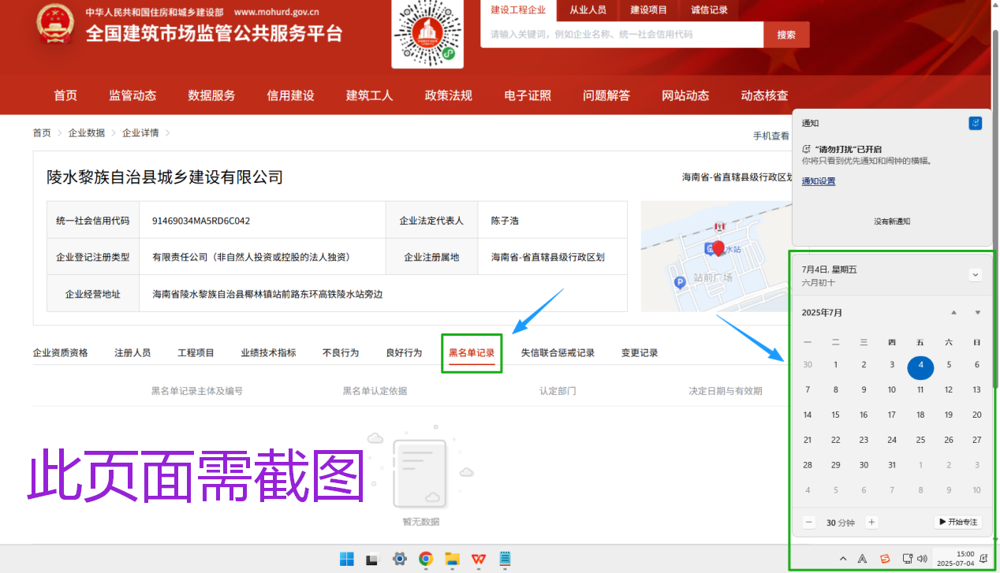 中华人民共和国住房和城乡建设部 www.mohurd.gov.cn
全国建筑市场监管公共服务平台
建设工程企业 从业人员 建设项目 诚信记录
请输入关键词，例如企业名称、统一社会信用代码 搜索
首页 监管动态 数据服务 信用建设 建筑工人 政策法规 电子证照 问题解答 网站动态 动态核查
首页 > 企业数据 > 企业详情 >
手机查看
陵水黎族自治县城乡建设有限公司
海南省-省直辖县级行政区划
统一社会信用代码 91469034MA5RD6C042 企业法定代表人 陈子浩
企业登记注册类型 有限责任公司（非自然人投资或控股的法人独资） 企业注册属地 海南省-省直辖县级行政区划
企业经营地址 海南省陵水黎族自治县椰林镇站前路东环高铁陵水站旁边
水站
P 站前广场
企业资质资格 注册人员 工程项目 业绩技术指标 不良行为 良好行为 黑名单记录 失信联合惩戒记录 变更记录
黑名单记录主体及编号 黑名单认定依据 认定部门 决定日期与有效期
此页面需截图
暂无数据
通知
“请勿打扰”已开启
你将只看到优先通知和闹钟的横幅。
通知设置
没有新通知
7月4日, 星期五
六月初十
2025年7月
一 二 三 四 五 六 日
30 1 2 3 4 5 6
7 8 9 10 11 12 13
14 15 16 17 18 19 20
21 22 23 24 25 26 27
28 29 30 31 1 2 3
4 5 6 7 8 9 10
30 分钟 开始专注
15:00
2025-07-04